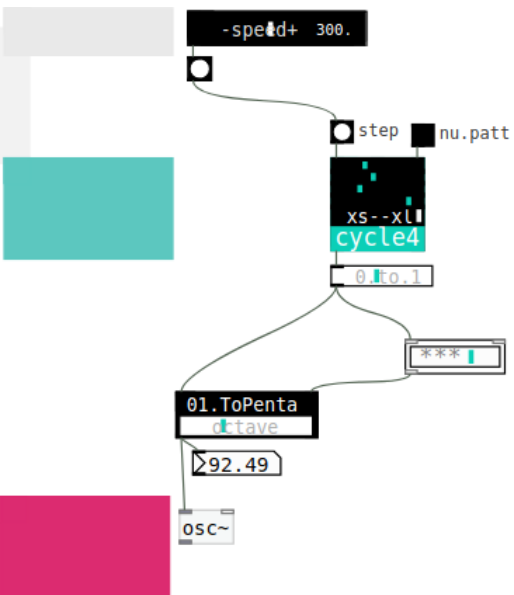 -speed+ 300.
step
nu.patt
xs--xl
cycle4
0.to.1
***
01.ToPenta
octave
92.49
osc~